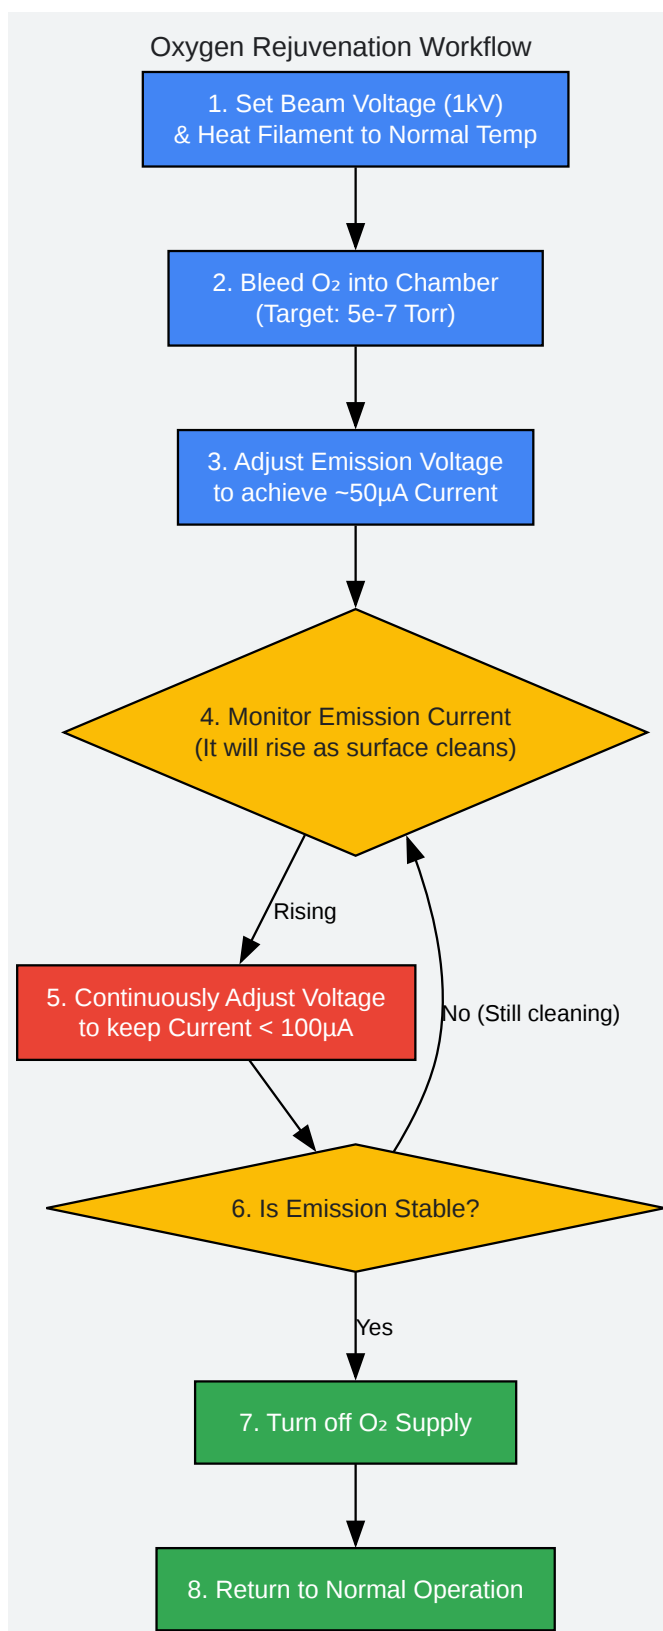 Oxygen Rejuvenation Workflow
1. Set Beam Voltage (1kV)
& Heat Filament to Normal Temp
2. Bleed O₂ into Chamber
(Target: 5e-7 Torr)
3. Adjust Emission Voltage
to achieve ~50µA Current
4. Monitor Emission Current
(It will rise as surface cleans)
Rising
5. Continuously Adjust Voltage
to keep Current < 100µA
No (Still cleaning)
6. Is Emission Stable?
Yes
7. Turn off O₂ Supply
8. Return to Normal Operation